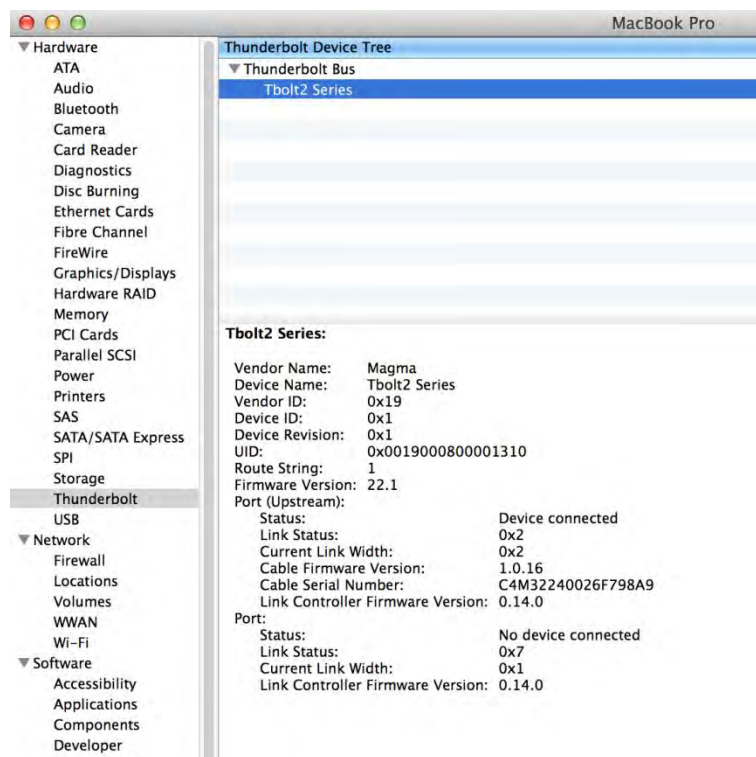 MacBook Pro
Hardware
ATA
Audio
Bluetooth
Camera
Card Reader
Diagnostics
Disc Burning
Ethernet Cards
Fibre Channel
FireWire
Graphics/Displays
Hardware RAID
Memory
PCI Cards
Parallel SCSI
Power
Printers
SAS
SATA/SATA Express
SPI
Storage
Thunderbolt
USB
Network
Firewall
Locations
Volumes
WWAN
Wi-Fi
Software
Accessibility
Applications
Components
Developer
Thunderbolt Device Tree
Thunderbolt Bus
Tbolt2 Series
Tbolt2 Series:
Vendor Name: Magma
Device Name: Tbolt2 Series
Vendor ID: 0x19
Device ID: 0x1
Device Revision: 0x1
UID: 0x0019000800001310
Route String: 1
Firmware Version: 22.1
Port (Upstream):
Status: Device connected
Link Status: 0x2
Current Link Width: 0x2
Cable Firmware Version: 1.0.16
Cable Serial Number: C4M32240026F798A9
Link Controller Firmware Version: 0.14.0
Port:
Status: No device connected
Link Status: 0x7
Current Link Width: 0x1
Link Controller Firmware Version: 0.14.0